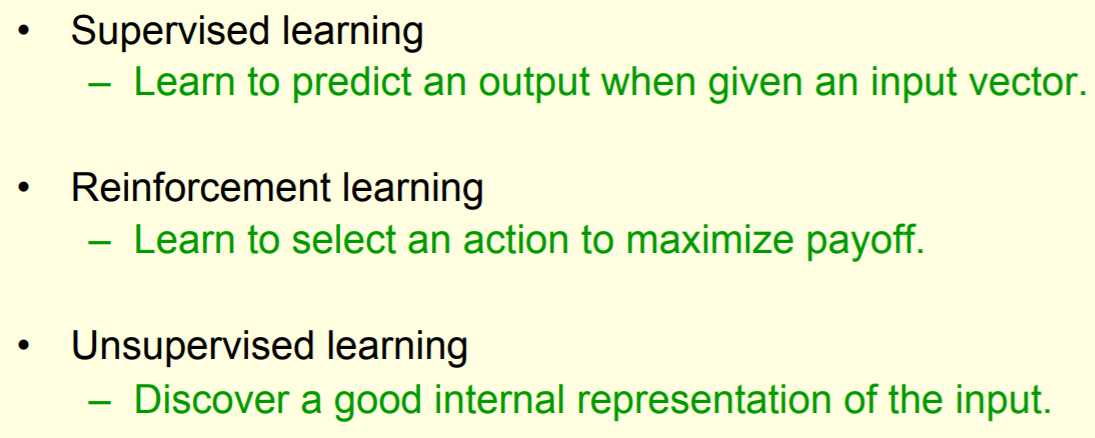 • Supervised learning
– Learn to predict an output when given an input vector.
• Reinforcement learning
– Learn to select an action to maximize payoff.
• Unsupervised learning
– Discover a good internal representation of the input.